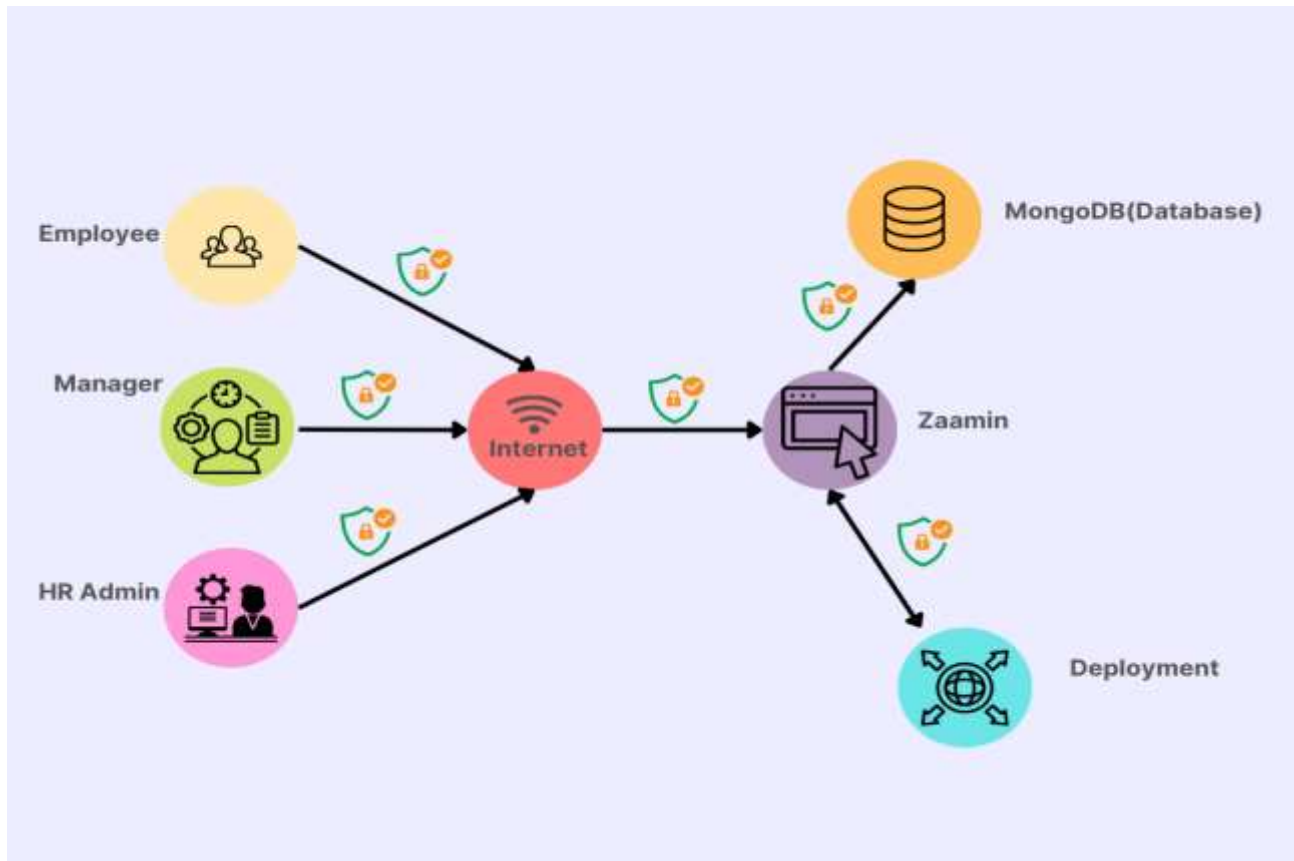 Employee
Manager
HR Admin
Internet
MongoDB(Database)
Zaamin
Deployment